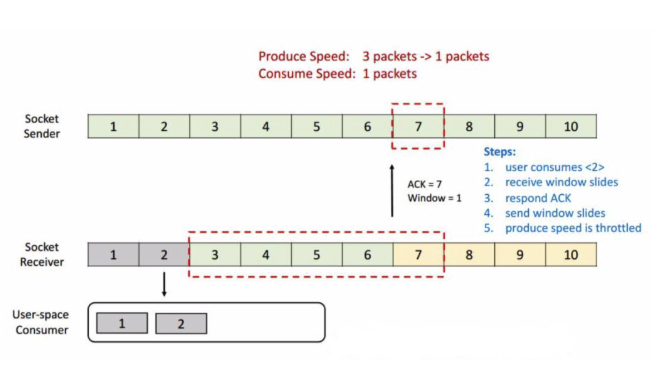 Produce Speed: 3 packets -> 1 packets
Consume Speed: 1 packets
Socket
Sender
1 2 3 4 5 6 7 8 9 10
Steps:
1. user consumes <2>
2. receive window slides
3. respond ACK
4. send window slides
5. produce speed is throttled
ACK = 7
Window = 1
Socket
Receiver
1 2 3 4 5 6 7 8 9 10
User-space
Consumer
1 2